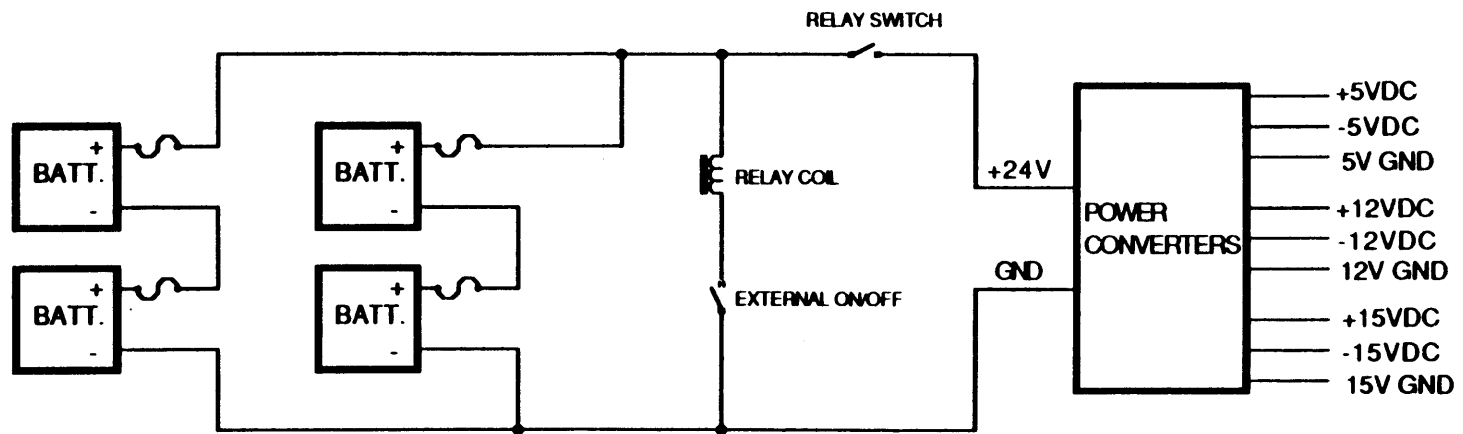 RELAY SWITCH
+
BATT.
-
+
BATT.
-
+
BATT.
-
+
BATT.
-
RELAY COIL
EXTERNAL ON/OFF
+24V
GND
POWER
CONVERTERS
+5VDC
-5VDC
5V GND
+12VDC
-12VDC
12V GND
+15VDC
-15VDC
15V GND